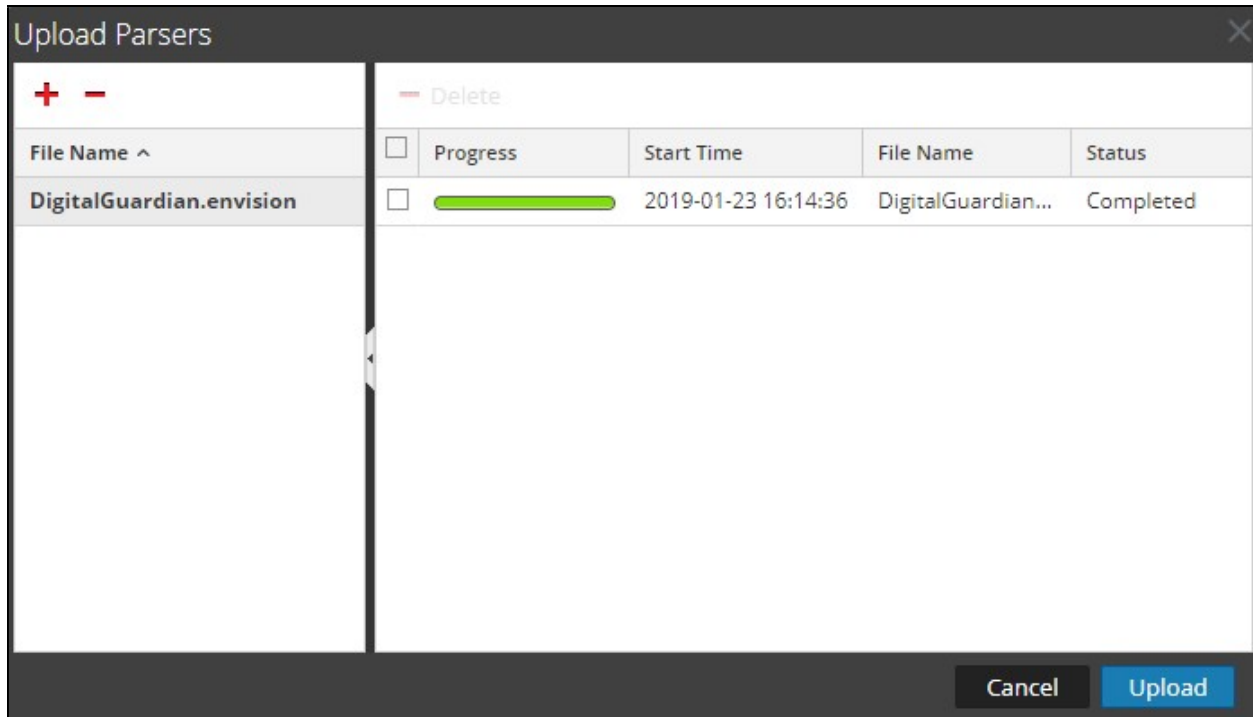 Upload Parsers
Delete
File Name
Progress Start Time File Name Status
DigitalGuardian.envision
2019-01-23 16:14:36 DigitalGuardian... Completed
Cancel Upload